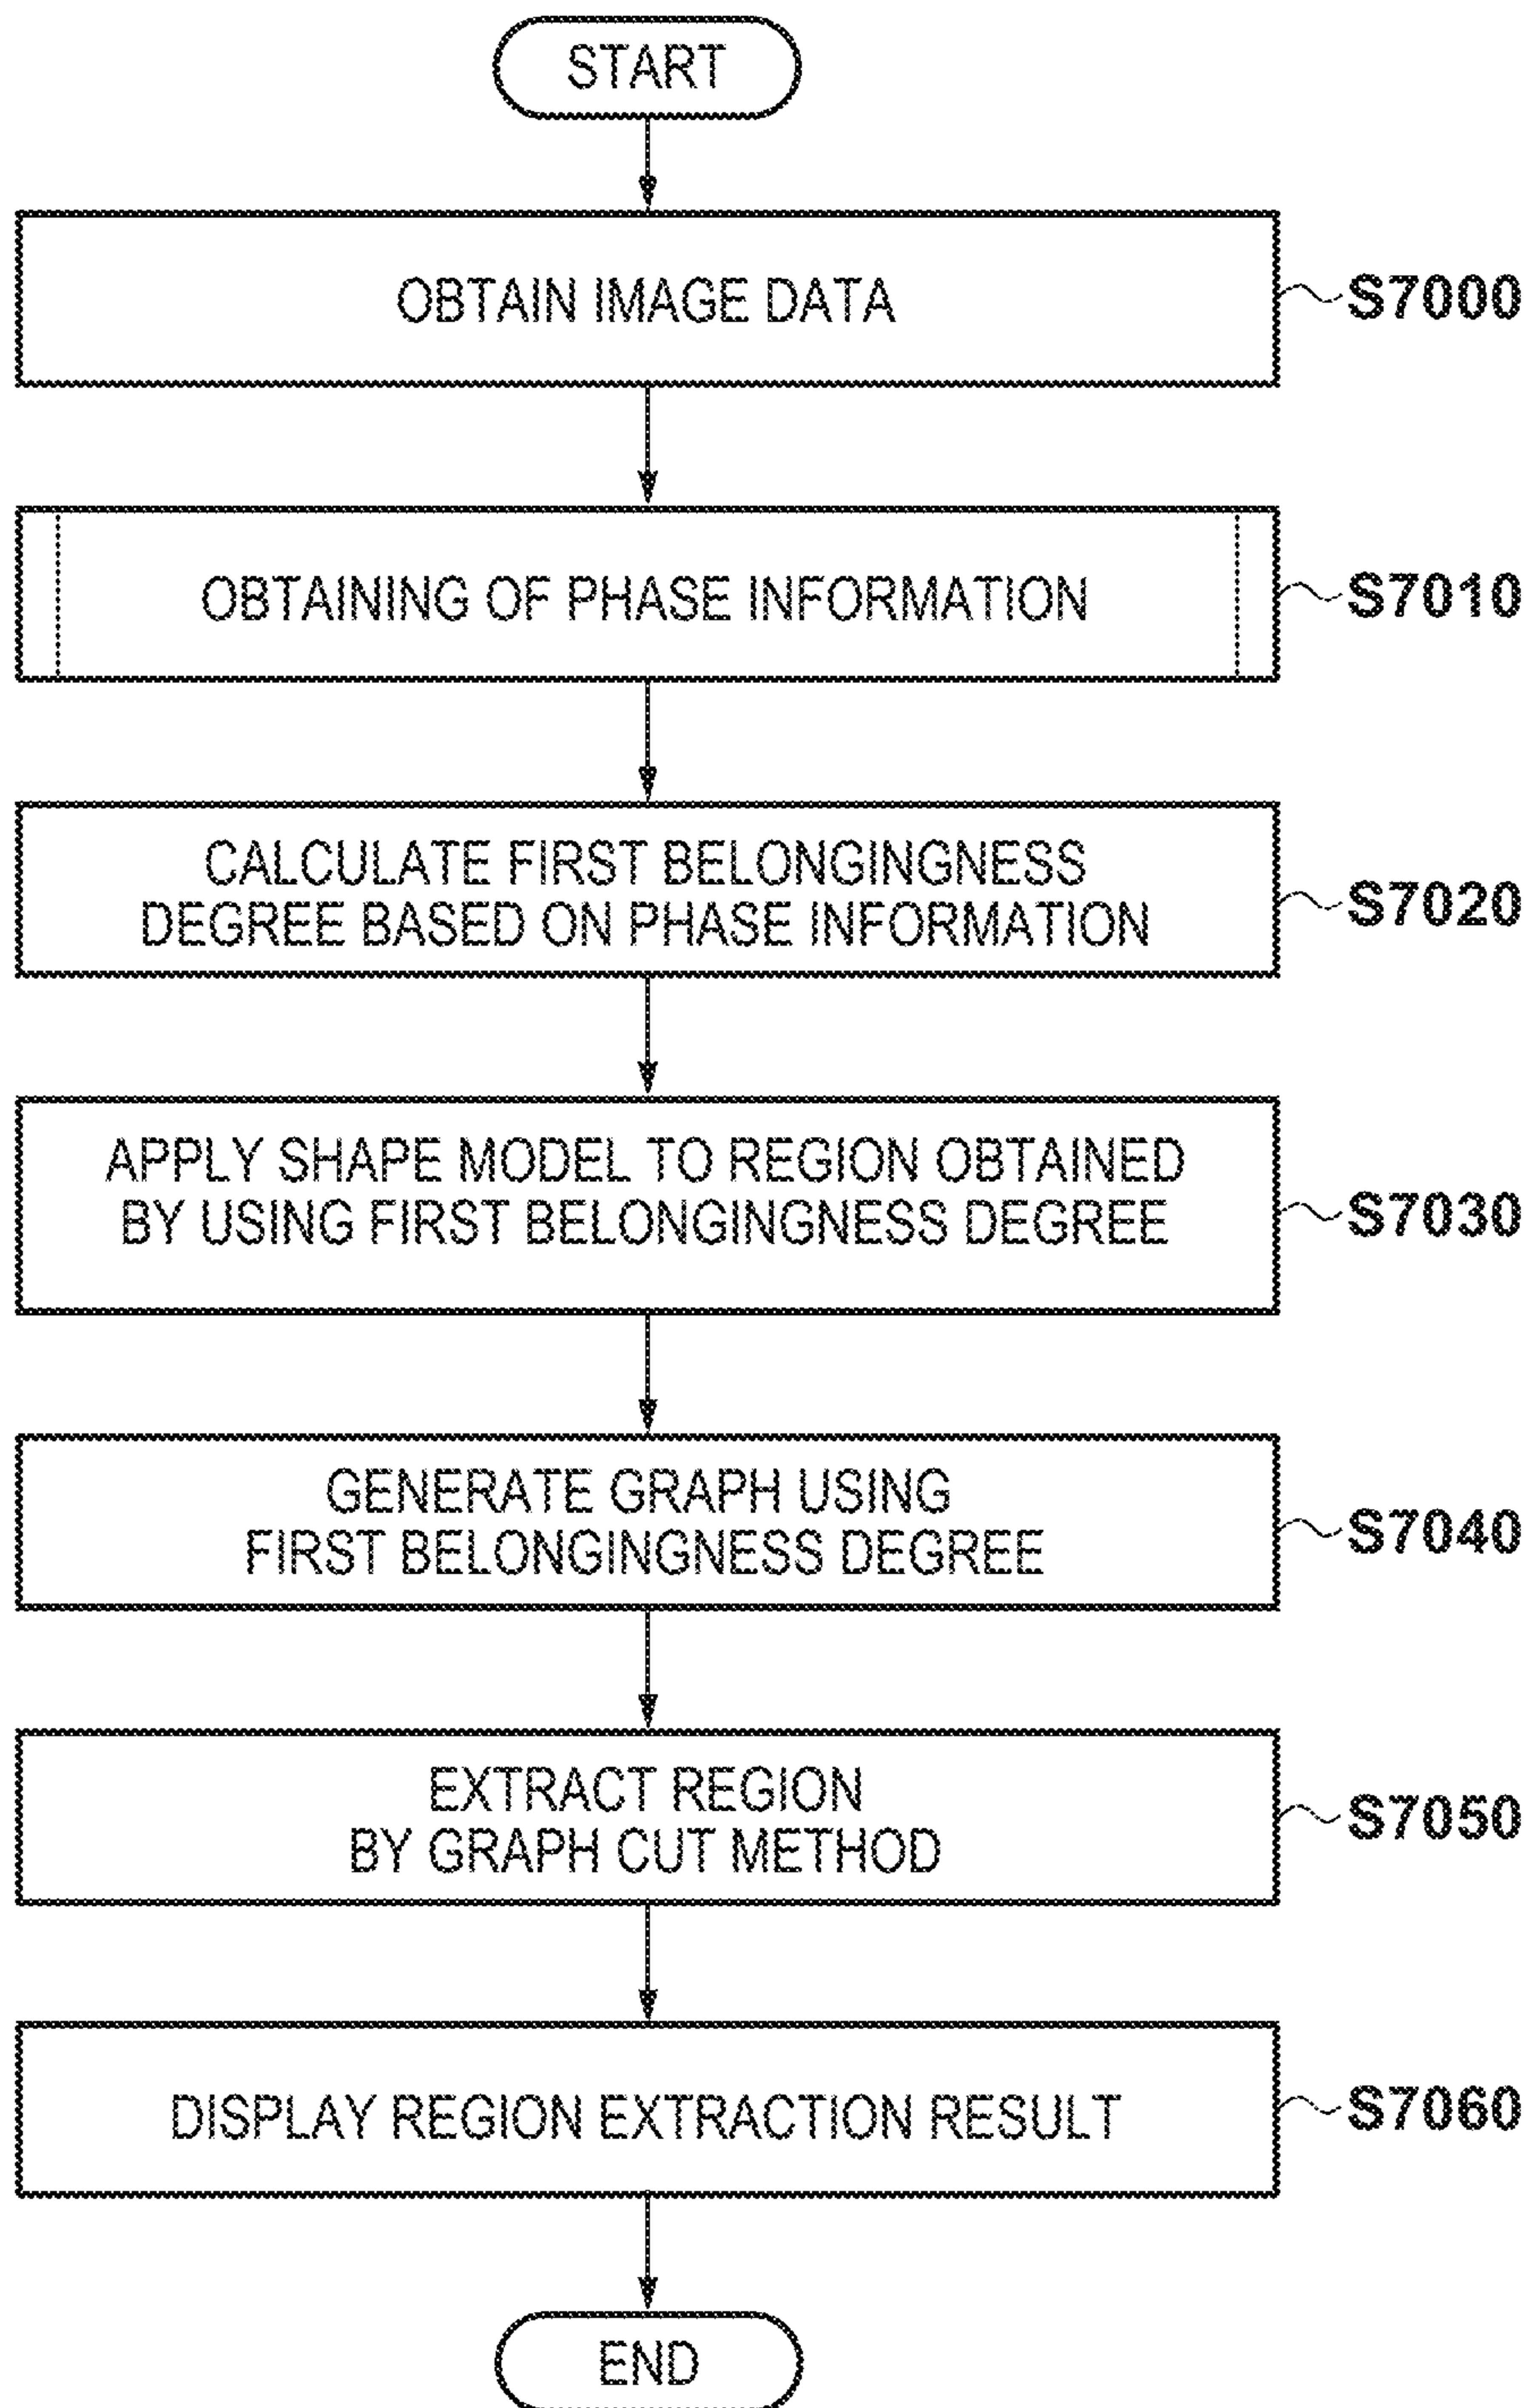 START
OBTAIN IMAGE DATA
S7000
OBTAINING OF PHASE INFORMATION
S7010
CALCULATE FIRST BELONGINGNESS
DEGREE BASED ON PHASE INFORMATION
S7020
APPLY SHAPE MODEL TO REGION OBTAINED
BY USING FIRST BELONGINGNESS DEGREE
S7030
GENERATE GRAPH USING
FIRST BELONGINGNESS DEGREE
S7040
EXTRACT REGION
BY GRAPH CUT METHOD
S7050
DISPLAY REGION EXTRACTION RESULT
S7060
END